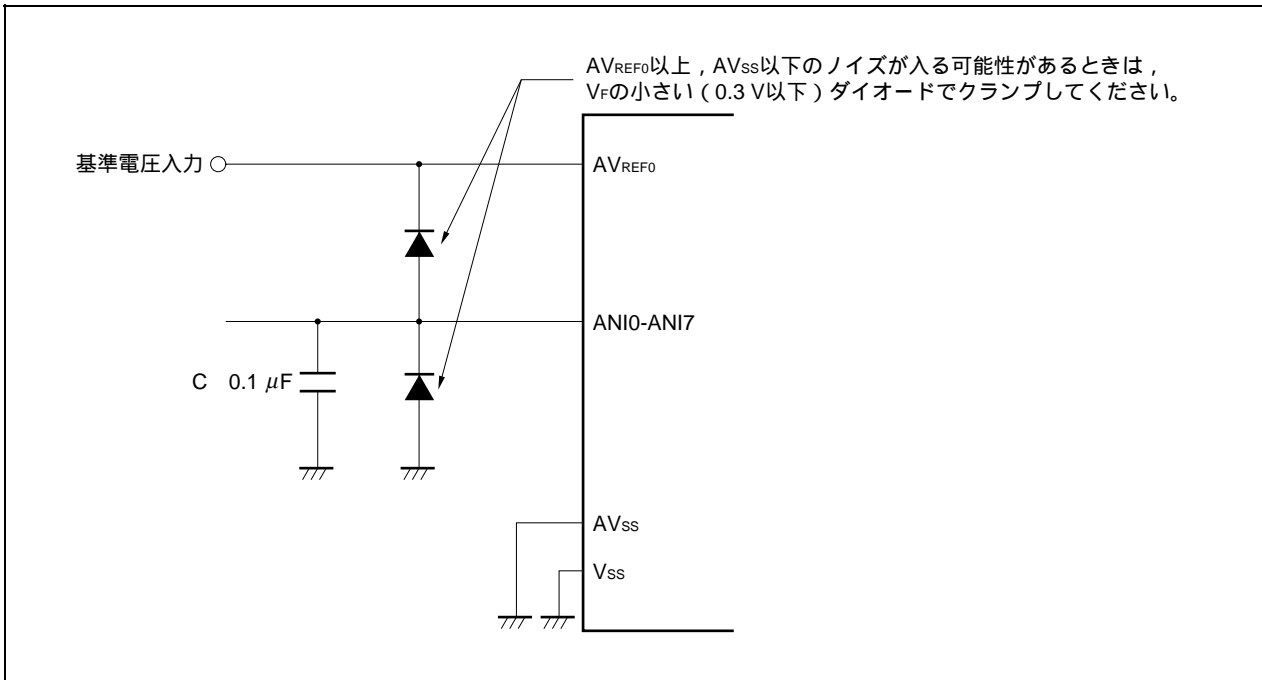 AVREF0以上，AVSS以下のノイズが入る可能性があるときは，
VFの小さい（0.3 V以下）ダイオードでクランプしてください。
基準電圧入力
AVREF0
ANI0-ANI7
C 0.1 μF
AVSS
VSS